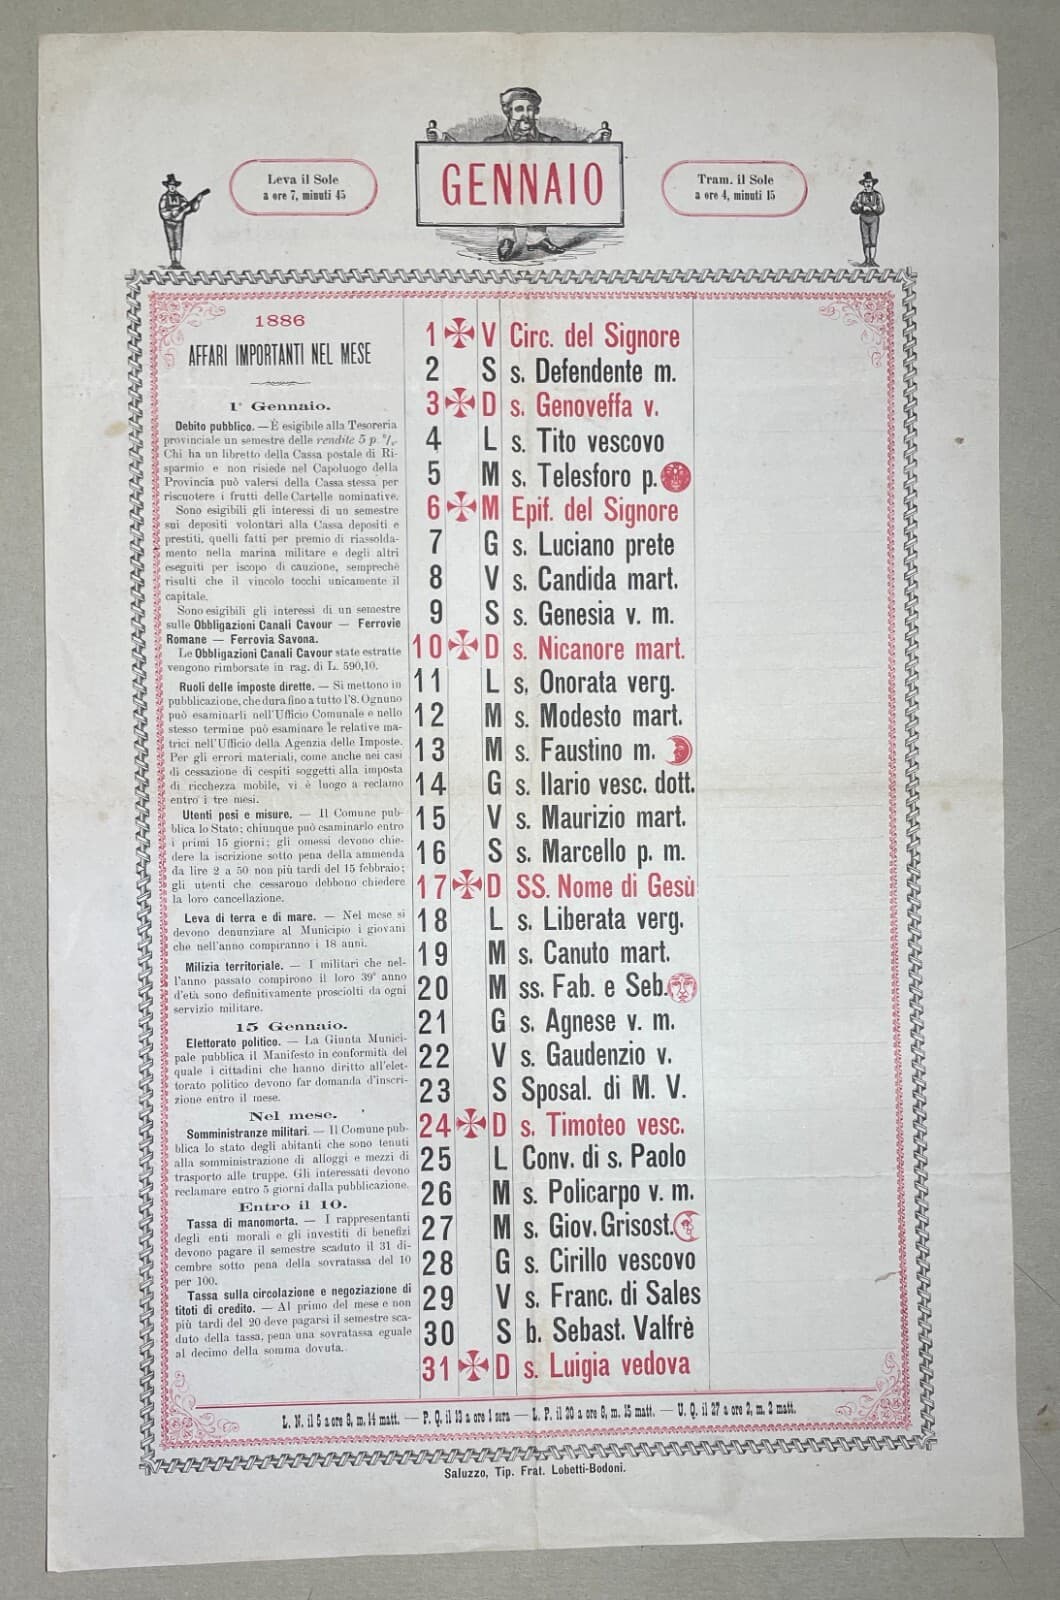 GENNAIO
Leva il Sole
a ore 7, minuti 45
Tram. il Sole
a ore 4, minuti 15
1886
AFFARI IMPORTANTI NEL MESE
1° Gennaio.
Debito pubblico. — È esigibile alla Tesoreria
provinciale un semestre delle rendite 5 p. %.
Chi ha un libretto della Cassa postale di Ri-
sparmio e non risiede nel Capoluogo della
Provincia può valersi della Cassa stessa per
riscuotere i frutti delle Cartelle nominative.
Sono esigibili gli interessi di un semestre
sui depositi volontari alla Cassa depositi e
prestiti, quelli fatti per premio di riassolda-
mento nella marina militare e degli altri
eseguiti per iscopo di cauzione, sempreché
risulti che il vincolo tocchi unicamente il
capitale.
Sono esigibili gli interessi di un semestre
sulle Obbligazioni Canali Cavour — Ferrovie
Romane — Ferrovia Savona.
Le Obbligazioni Canali Cavour state estratte
vengono rimborsate in rag. di L. 590,10.
Ruoli delle imposte dirette. — Si mettono in
pubblicazione, che dura fino a tutto l'8. Ognuno
può esaminarli nell'Ufficio Comunale e nello
stesso termine può esaminare le relative ma-
trici nell'Ufficio della Agenzia delle Imposte.
Per gli errori materiali, come anche nei casi
di cessazione di cespiti soggetti alla imposta
di ricchezza mobile, vi è luogo a reclamo
entro i tre mesi.
Utenti pesi e misure. — Il Comune pub-
blica lo Stato; chiunque può esaminarlo entro
i primi 15 giorni; gli omessi devono chie-
dere la iscrizione sotto pena della ammenda
da lire 2 a 50 non più tardi del 15 febbraio;
gli utenti che cessarono debbono chiedere
la loro cancellazione.
Leva di terra e di mare. — Nel mese si
devono denunziare al Municipio i giovani
che nell'anno compiranno i 18 anni.
Milizia territoriale. — I militari che nel-
l'anno passato compirono il loro 39° anno
d'età sono definitivamente prosciolti da ogni
servizio militare.
15 Gennaio.
Elettorato politico. — La Giunta Munici-
pale pubblica il Manifesto in conformità del
quale i cittadini che hanno diritto all'elet-
torato politico devono far domanda d'inscri-
zione entro il mese.
Nel mese.
Somministranze militari. — Il Comune pub-
blica lo stato degli abitanti che sono tenuti
alla somministrazione di alloggi e mezzi di
trasporto alle truppe. Gli interessati devono
reclamare entro 5 giorni dalla pubblicazione.
Entro il 10.
Tassa di manomorta. — I rappresentanti
degli enti morali e gli investiti di benefizi
devono pagare il semestre scaduto il 31 di-
cembre sotto pena della sovratassa del 10
per 100.
Tassa sulla circolazione e negoziazione di
titoti di credito. — Al primo del mese e non
più tardi del 20 deve pagarsi il semestre sca-
duto della tassa, pena una sovratassa eguale
al decimo della somma dovuta.
1 V Circ. del Signore
2 S s. Defendente m.
3 D s. Genoveffa v.
4 L s. Tito vescovo
5 M s. Telesforo p.
6 M Epif. del Signore
7 G s. Luciano prete
8 V s. Candida mart.
9 S s. Genesia v. m.
10 D s. Nicanore mart.
11 L s. Onorata verg.
12 M s. Modesto mart.
13 M s. Faustino m.
14 G s. Ilario vesc. dott.
15 V s. Maurizio mart.
16 S s. Marcello p. m.
17 D SS. Nome di Gesù
18 L s. Liberata verg.
19 M s. Canuto mart.
20 M ss. Fab. e Seb.
21 G s. Agnese v. m.
22 V s. Gaudenzio v.
23 S Sposal. di M. V.
24 D s. Timoteo vesc.
25 L Conv. di s. Paolo
26 M s. Policarpo v. m.
27 M s. Giov. Grisost.
28 G s. Cirillo vescovo
29 V s. Franc. di Sales
30 S b. Sebast. Valfrè
31 D s. Luigia vedova
L. N. il 5 a ore 8, m. 14 matt. — P. Q. il 13 a ore 1 sera — L. P. il 20 a ore 8, m. 15 matt. — U. Q. il 27 a ore 2, m. 2 matt.
Saluzzo, Tip. Frat. Lobetti-Bodoni.